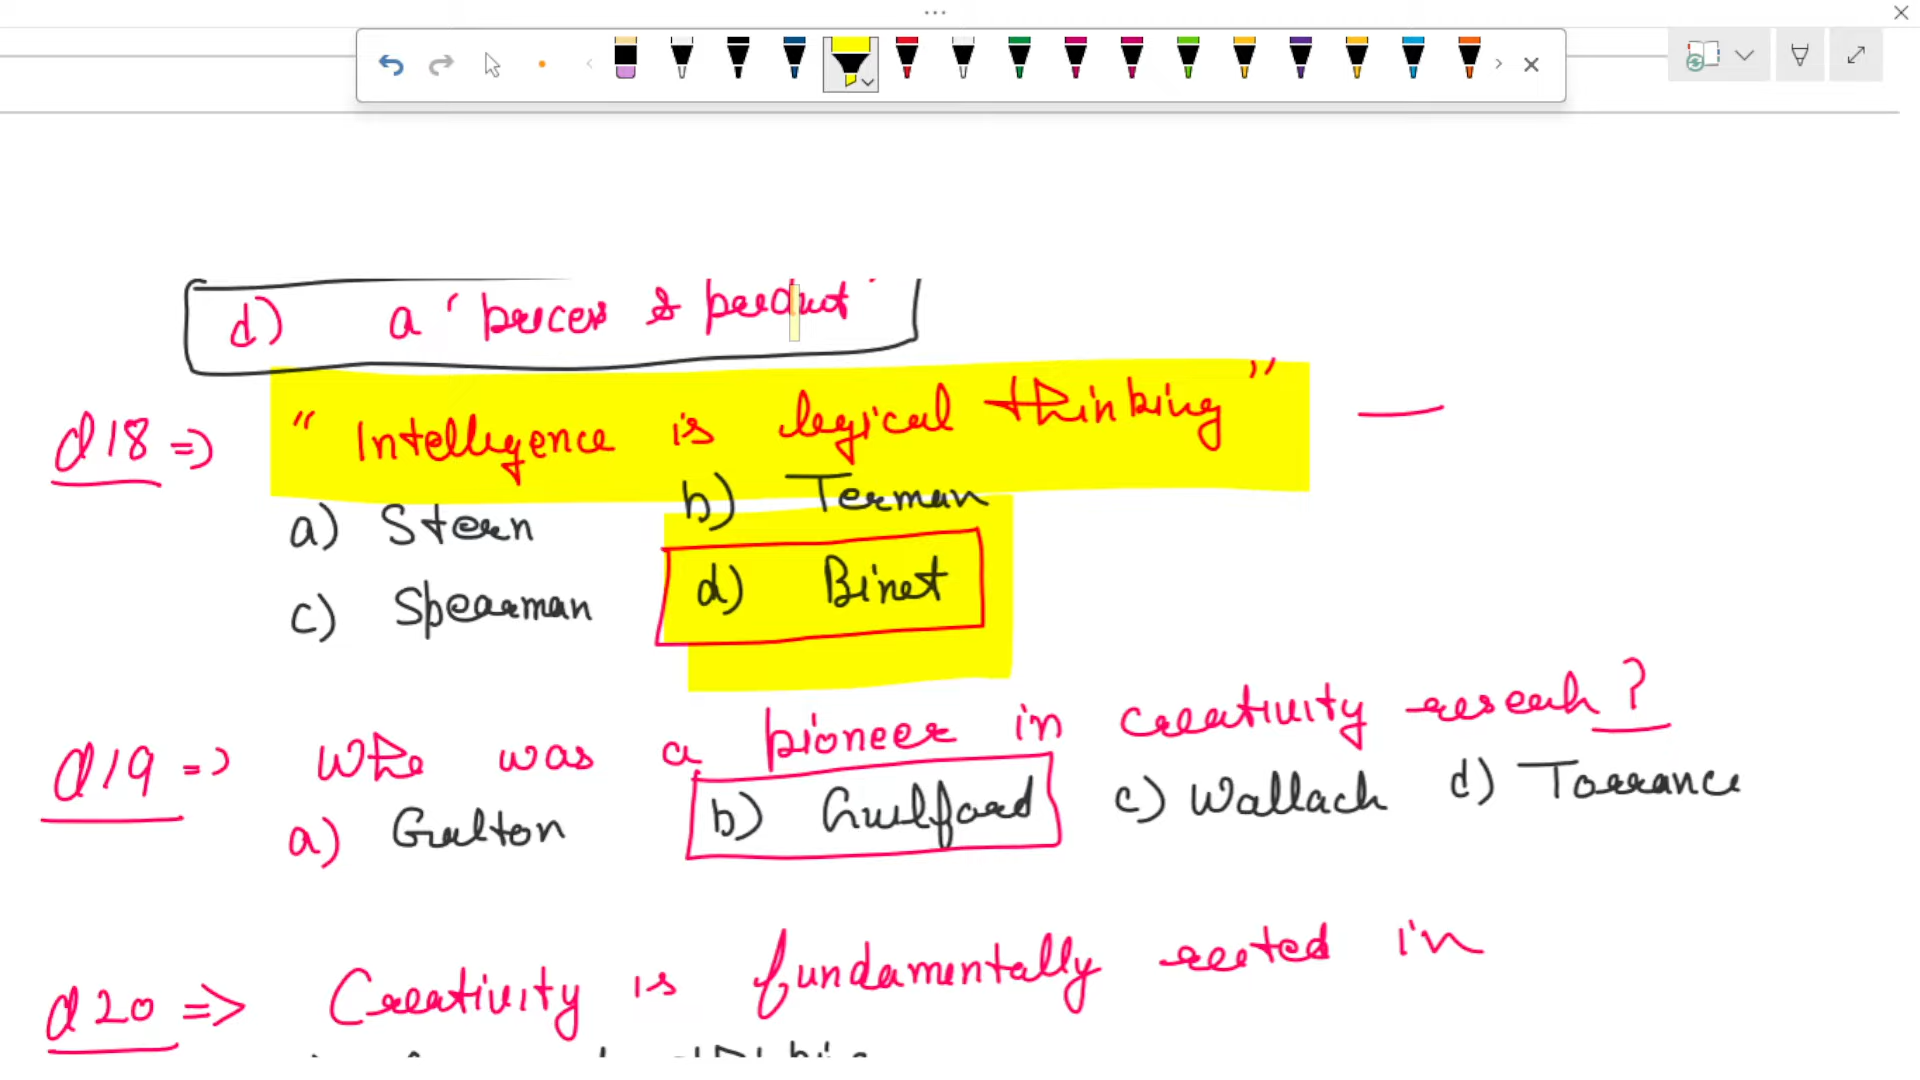 d) a 'process & product'
Q18 => "Intelligence is logical thinking" —
a) Stern b) Terman
c) Spearman d) Binet
Q19 => Who was a pioneer in creativity reseach?
a) Galton b) Guilford c) Wallach d) Torrance
Q20 => Creativity is fundamentally rooted in